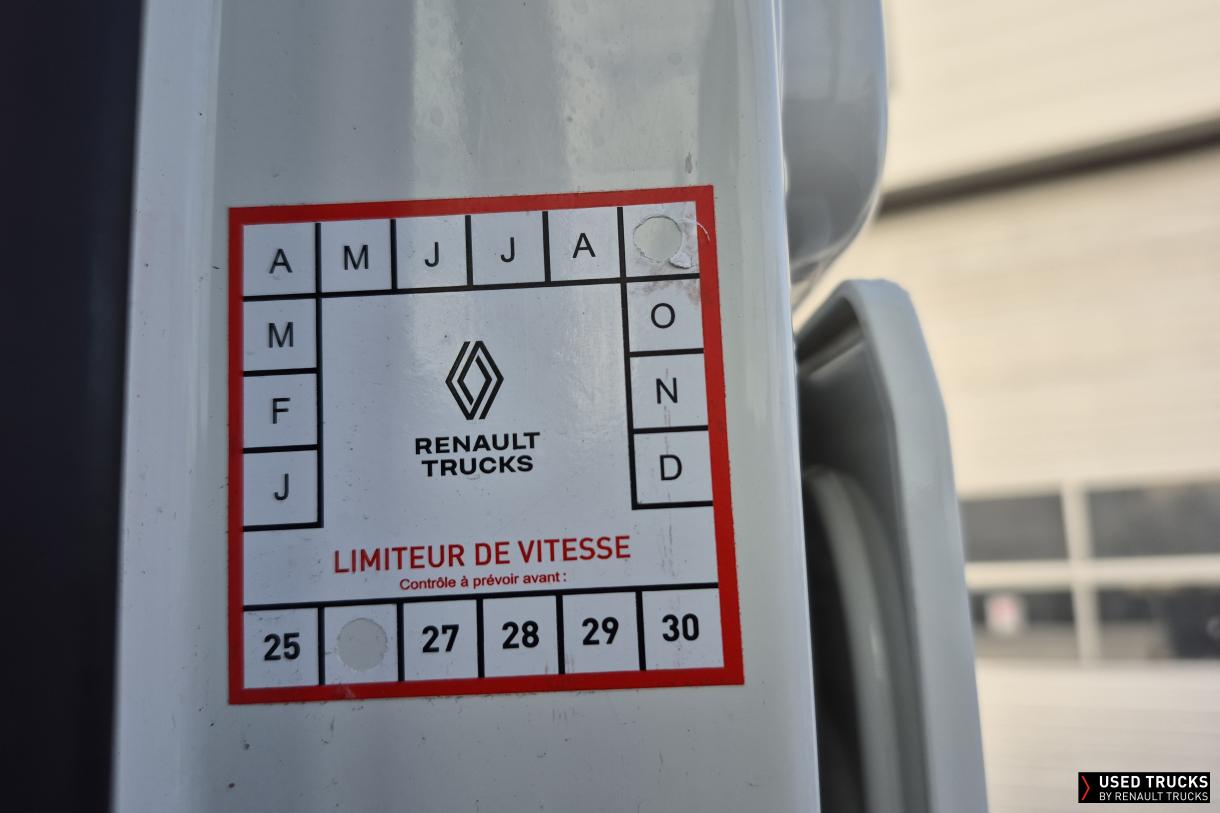 A M J J A
M O
F N
J D
RENAULT
TRUCKS
LIMITEUR DE VITESSE
Contrôle à prévoir avant :
25 27 28 29 30
USED TRUCKS
BY RENAULT TRUCKS